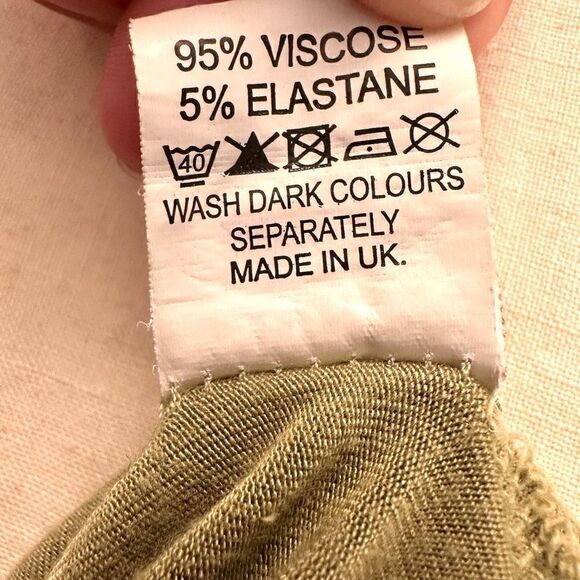 95% VISCOSE
5% ELASTANE
40
WASH DARK COLOURS
SEPARATELY
MADE IN UK.